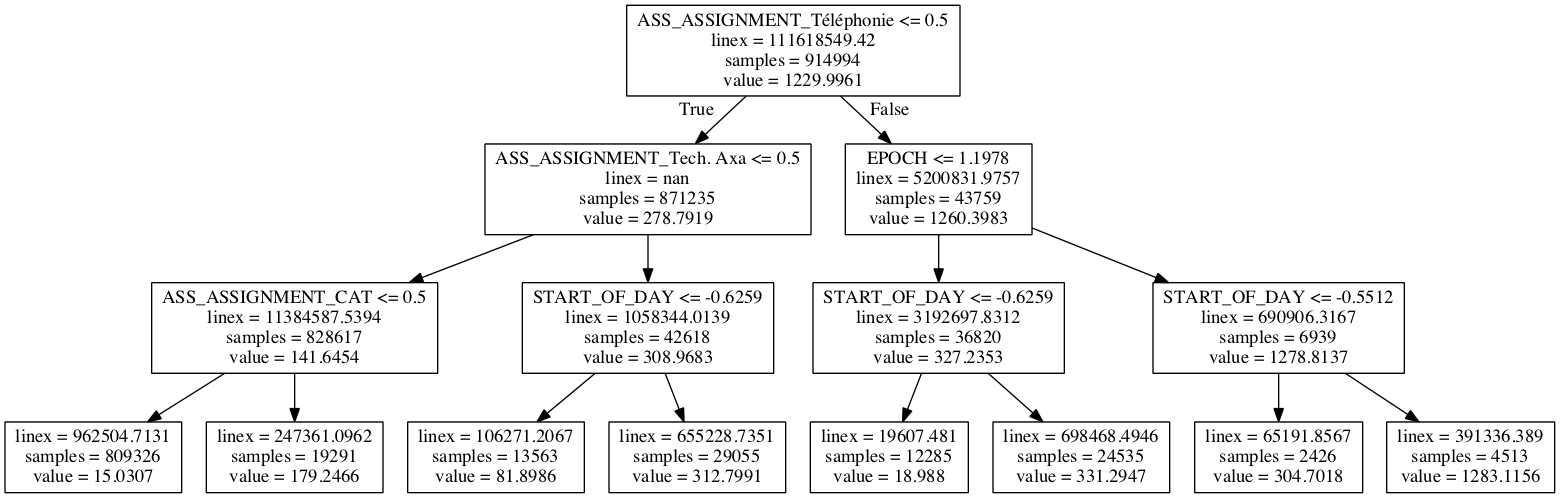 ASS_ASSIGNMENT_Téléphonie <= 0.5
linex = 111618549.42
samples = 914994
value = 1229.9961
True
False
ASS_ASSIGNMENT_Tech. Axa <= 0.5
linex = nan
samples = 871235
value = 278.7919
EPOCH <= 1.1978
linex = 5200831.9757
samples = 43759
value = 1260.3983
ASS_ASSIGNMENT_CAT <= 0.5
linex = 11384587.5394
samples = 828617
value = 141.6454
START_OF_DAY <= -0.6259
linex = 1058344.0139
samples = 42618
value = 308.9683
START_OF_DAY <= -0.6259
linex = 3192697.8312
samples = 36820
value = 327.2353
START_OF_DAY <= -0.5512
linex = 690906.3167
samples = 6939
value = 1278.8137
linex = 962504.7131
samples = 809326
value = 15.0307
linex = 247361.0962
samples = 19291
value = 179.2466
linex = 106271.2067
samples = 13563
value = 81.8986
linex = 655228.7351
samples = 29055
value = 312.7991
linex = 19607.481
samples = 12285
value = 18.988
linex = 698468.4946
samples = 24535
value = 331.2947
linex = 65191.8567
samples = 2426
value = 304.7018
linex = 391336.389
samples = 4513
value = 1283.1156